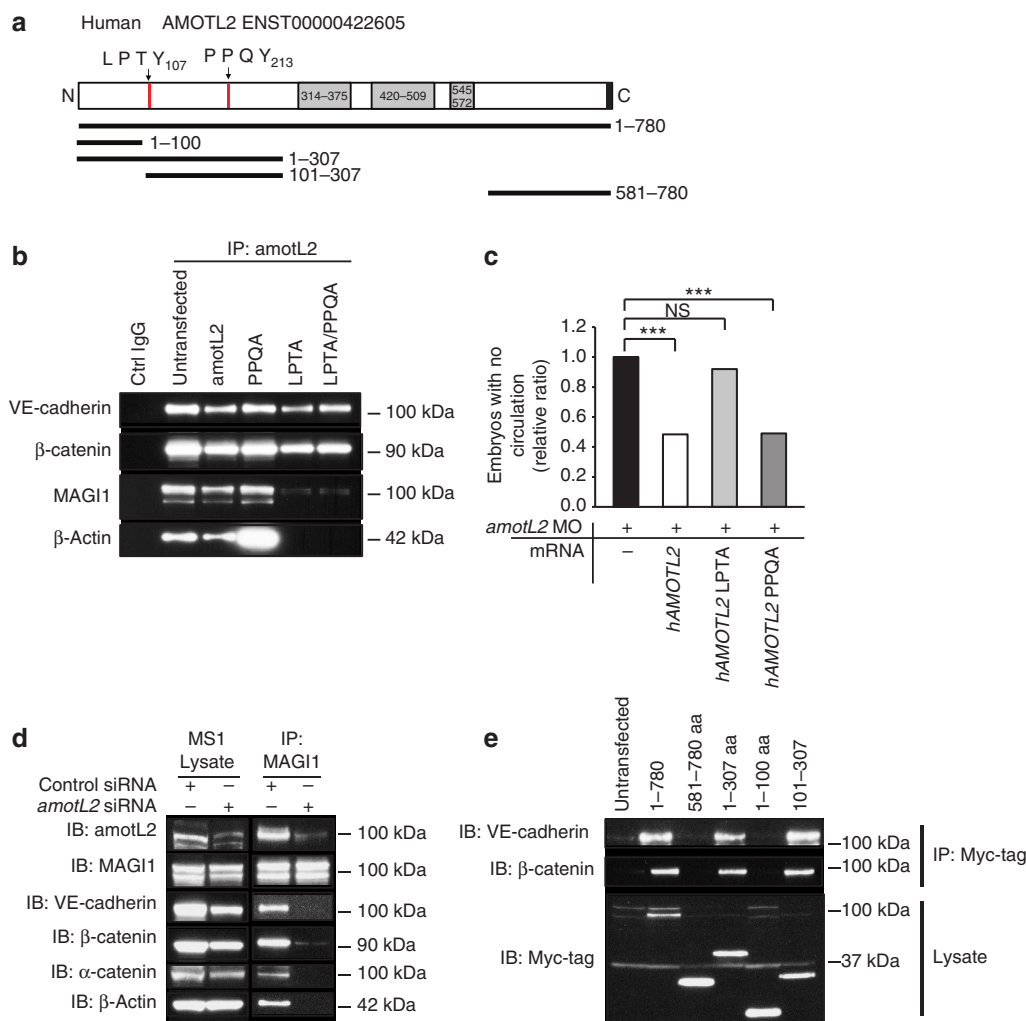 a
Human AMOTL2 ENST00000422605
L P T Y107 P P Q Y213
N 314–375 420–509 545 572 C
1–780
1–100
1–307
101–307
581–780
b
IP: amotL2
Ctrl IgG
Untransfected
amotL2
PPQA
LPTA
LPTA/PPQA
VE-cadherin – 100 kDa
β-catenin – 90 kDa
MAGI1 – 100 kDa
β-Actin – 42 kDa
c
***
NS
***
Embryos with no circulation (relative ratio)
1.2
1.0
0.8
0.6
0.4
0.2
0.0
amotL2 MO + + + +
mRNA –
hAMOTL2
hAMOTL2 LPTA
hAMOTL2 PPQA
d
MS1 Lysate
IP: MAGI1
Control siRNA + – + –
amotL2 siRNA – + – +
IB: amotL2 – 100 kDa
IB: MAGI1 – 100 kDa
IB: VE-cadherin – 100 kDa
IB: β-catenin – 90 kDa
IB: α-catenin – 100 kDa
IB: β-Actin – 42 kDa
e
Untransfected
1–780
581–780 aa
1–307 aa
1–100 aa
101–307
IB: VE-cadherin –100 kDa
IB: β-catenin –100 kDa
IP: Myc-tag
–100 kDa
IB: Myc-tag –37 kDa
Lysate